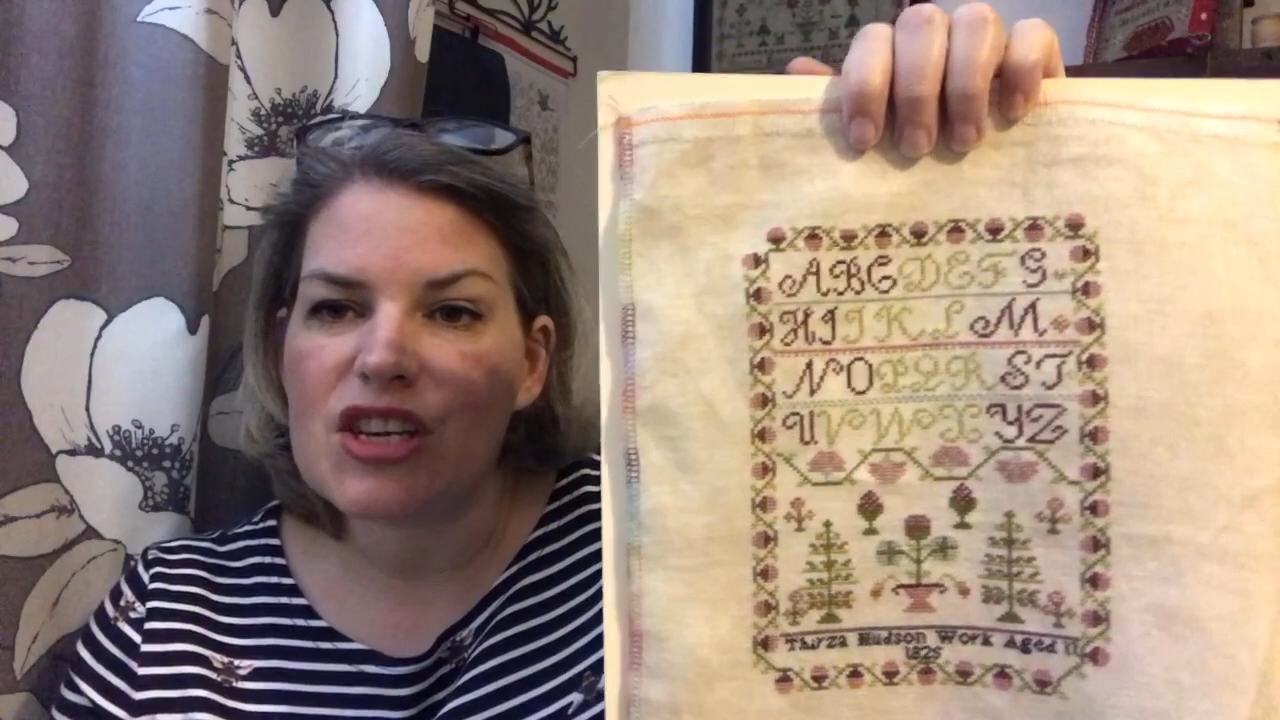 ABCDEFG
HIJKLM
NOPQRST
UVWXYZ
Thirza Hudson Work Aged 11
1825